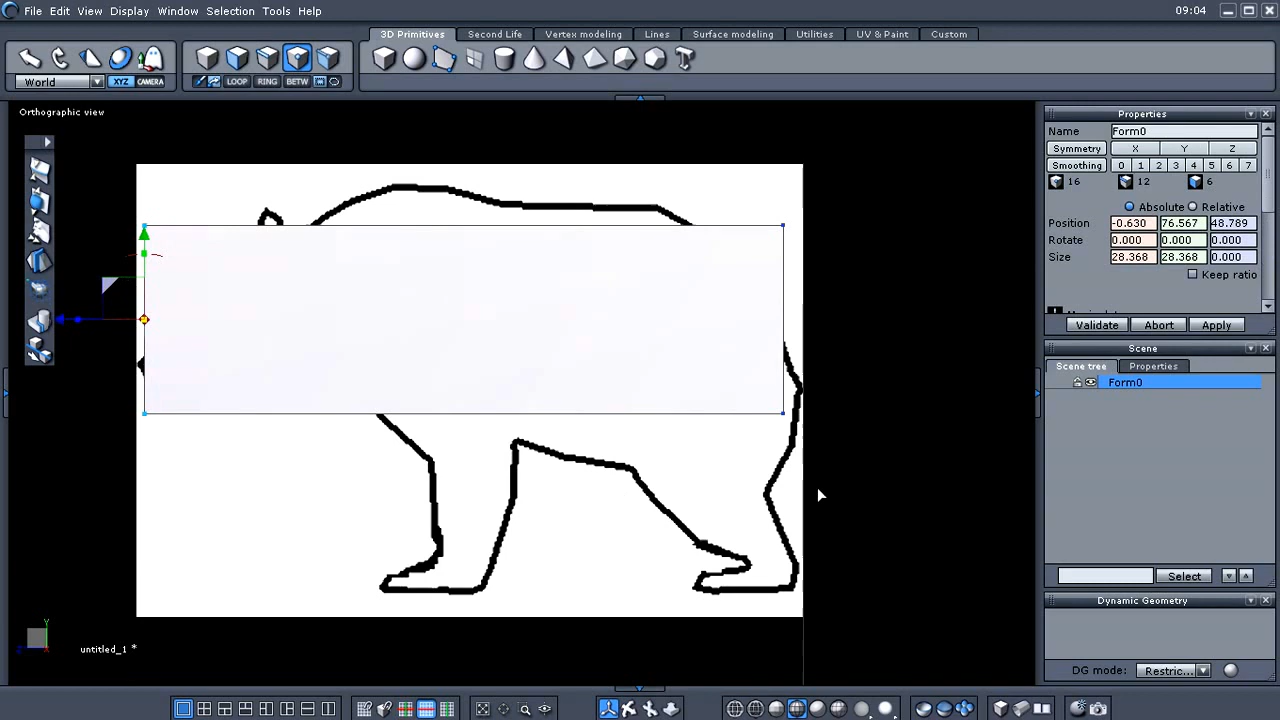 File Edit View Display Window Selection Tools Help 09:04
3D Primitives Second Life Vertex modeling Lines Surface modeling Utilities UV & Paint Custom
World XYZ CAMERA LOOP RING BETW
Orthographic view
Properties
Name Form0
Symmetry X Y Z
Smoothing 0 1 2 3 4 5 6 7
16 12 6
Absolute Relative
Position -0.630 76.567 48.789
Rotate 0.000 0.000 0.000
Size 28.368 28.368 0.000
Keep ratio
Validate Abort Apply
Scene
Scene tree Properties
Form0
Select
Dynamic Geometry
DG mode: Restric...
Y
Z X
untitled_1 *